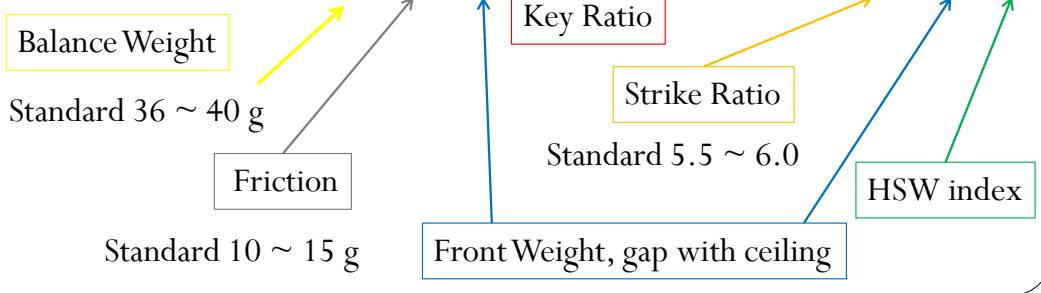 Key Ratio
Balance Weight
Strike Ratio
Standard 36 ~ 40 g
Standard 5.5 ~ 6.0
Friction
HSW index
Standard 10 ~ 15 g
Front Weight, gap with ceiling